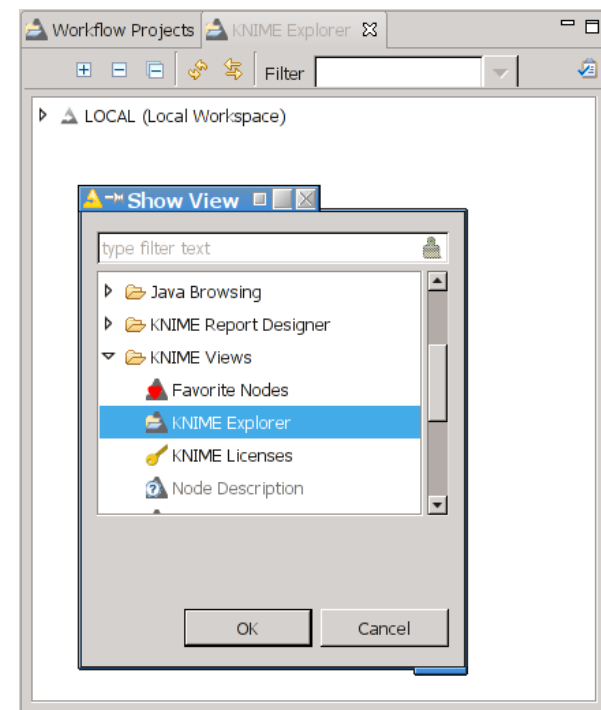 Workflow Projects KNIME Explorer
Filter
LOCAL (Local Workspace)
Show View
type filter text
Java Browsing
KNIME Report Designer
KNIME Views
Favorite Nodes
KNIME Explorer
KNIME Licenses
Node Description
OK Cancel